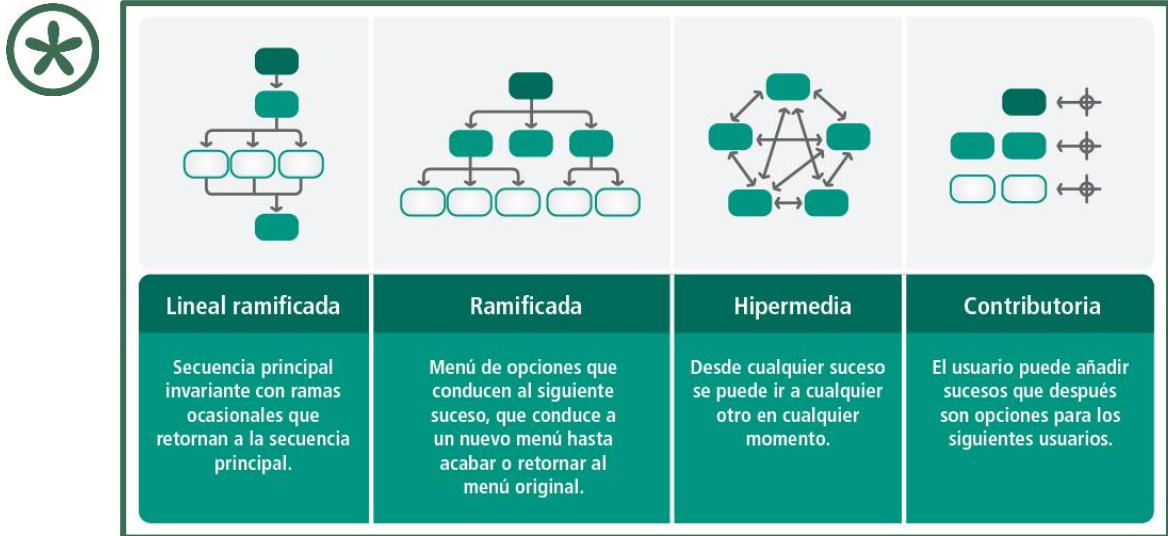 Lineal ramificada
Secuencia principal
invariante con ramas
ocasionales que
retornan a la secuencia
principal.
Ramificada
Menú de opciones que
conducen al siguiente
suceso, que conduce a
un nuevo menú hasta
acabar o retornar al
menú original.
Hipermedia
Desde cualquier suceso
se puede ir a cualquier
otro en cualquier
momento.
Contributoria
El usuario puede añadir
sucesos que después
son opciones para los
siguientes usuarios.